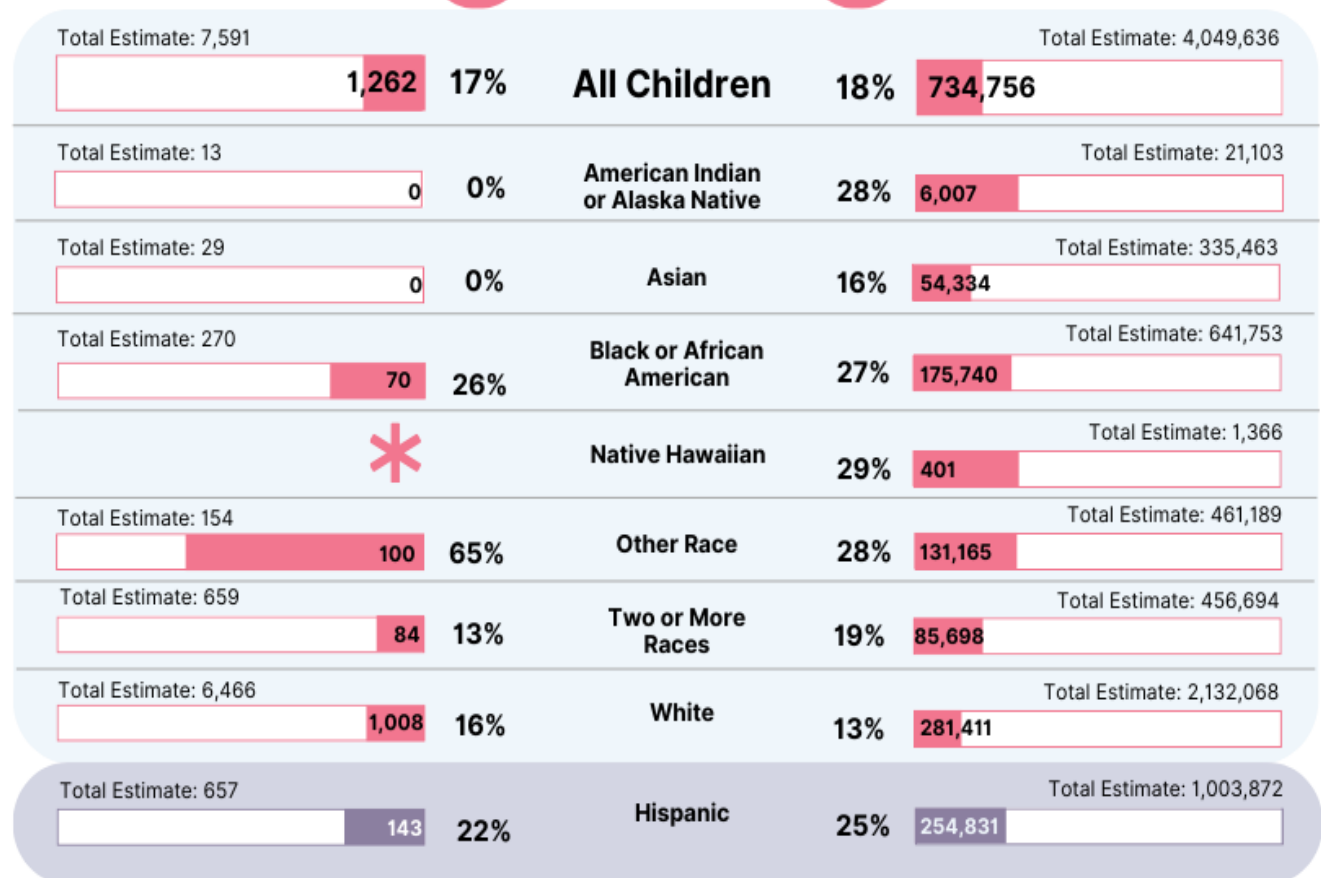 Total Estimate: 7,591
Total Estimate: 4,049,636
1,262 17% All Children 18% 734,756
Total Estimate: 13
Total Estimate: 21,103
0 0% American Indian
or Alaska Native 28% 6,007
Total Estimate: 29
Total Estimate: 335,463
0 0% Asian 16% 54,334
Total Estimate: 270
Total Estimate: 641,753
70 26% Black or African
American 27% 175,740
Total Estimate: 1,366
* Native Hawaiian 29% 401
Total Estimate: 154
Total Estimate: 461,189
100 65% Other Race 28% 131,165
Total Estimate: 659
Total Estimate: 456,694
84 13% Two or More
Races 19% 85,698
Total Estimate: 6,466
Total Estimate: 2,132,068
1,008 16% White 13% 281,411
Total Estimate: 657
Total Estimate: 1,003,872
143 22% Hispanic 25% 254,831